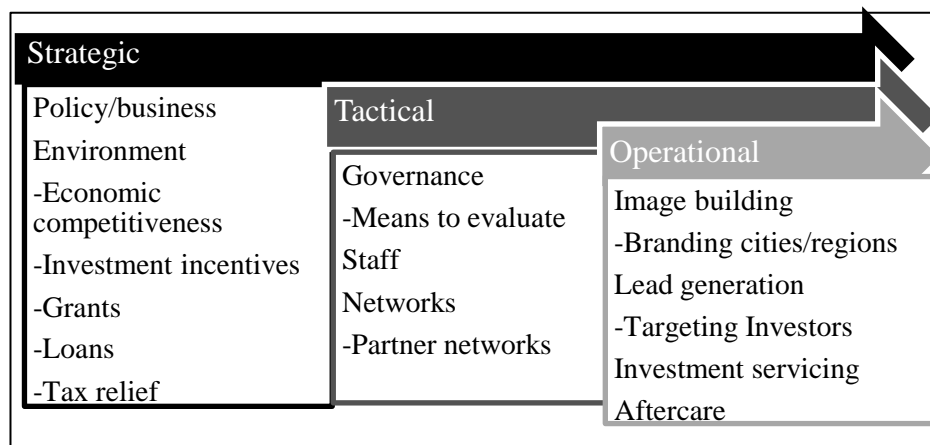 Strategic
Policy/business
Environment
-Economic
competitiveness
-Investment incentives
-Grants
-Loans
-Tax relief
Tactical
Governance
-Means to evaluate
Staff
Networks
-Partner networks
Operational
Image building
-Branding cities/regions
Lead generation
-Targeting Investors
Investment servicing
Aftercare